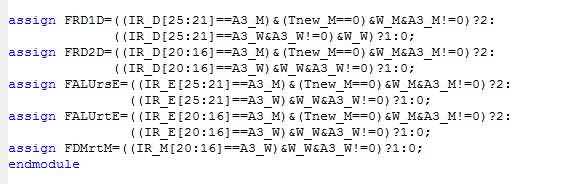 assign FRD1D=((IR_D[25:21]==A3_M)&(Tnew_M==0)&W_M&A3_M!=0)?2:
((IR_D[25:21]==A3_W&A3_W!=0)&W_W)?1:0;
assign FRD2D=((IR_D[20:16]==A3_M)&(Tnew_M==0)&W_M&A3_M!=0)?2:
((IR_D[20:16]==A3_W)&W_W&A3_W!=0)?1:0;
assign FALUrsE=((IR_E[25:21]==A3_M)&(Tnew_M==0)&W_M&A3_M!=0)?2:
((IR_E[25:21]==A3_W)&W_W&A3_W!=0)?1:0;
assign FALUrtE=((IR_E[20:16]==A3_M)&(Tnew_M==0)&W_M&A3_M!=0)?2:
((IR_E[20:16]==A3_W)&W_W&A3_W!=0)?1:0;
assign FDMrtM=((IR_M[20:16]==A3_W)&W_W&A3_W!=0)?1:0;
endmodule